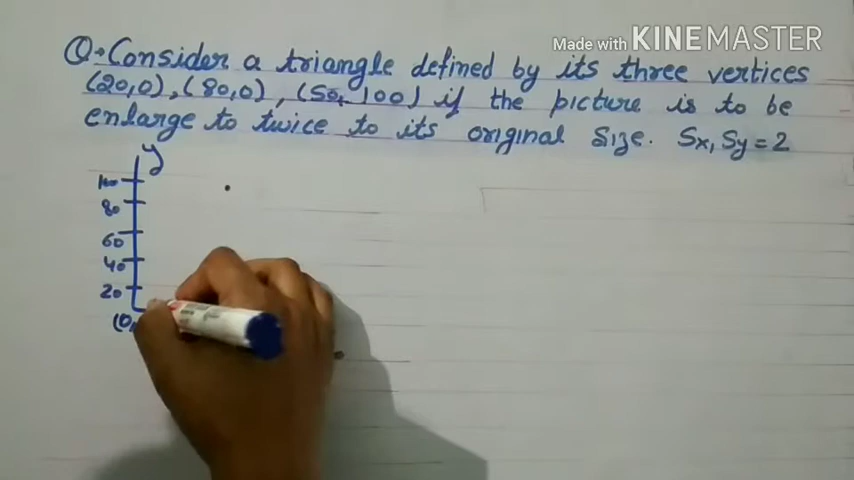 Made with KINEMASTER
Q→Consider a triangle defined by its three vertices
(20,0),(80,0), (50, 100) if the picture is to be
enlarge to twice to its original size. Sx, Sy = 2
y
100
80
60
40
20
(0,